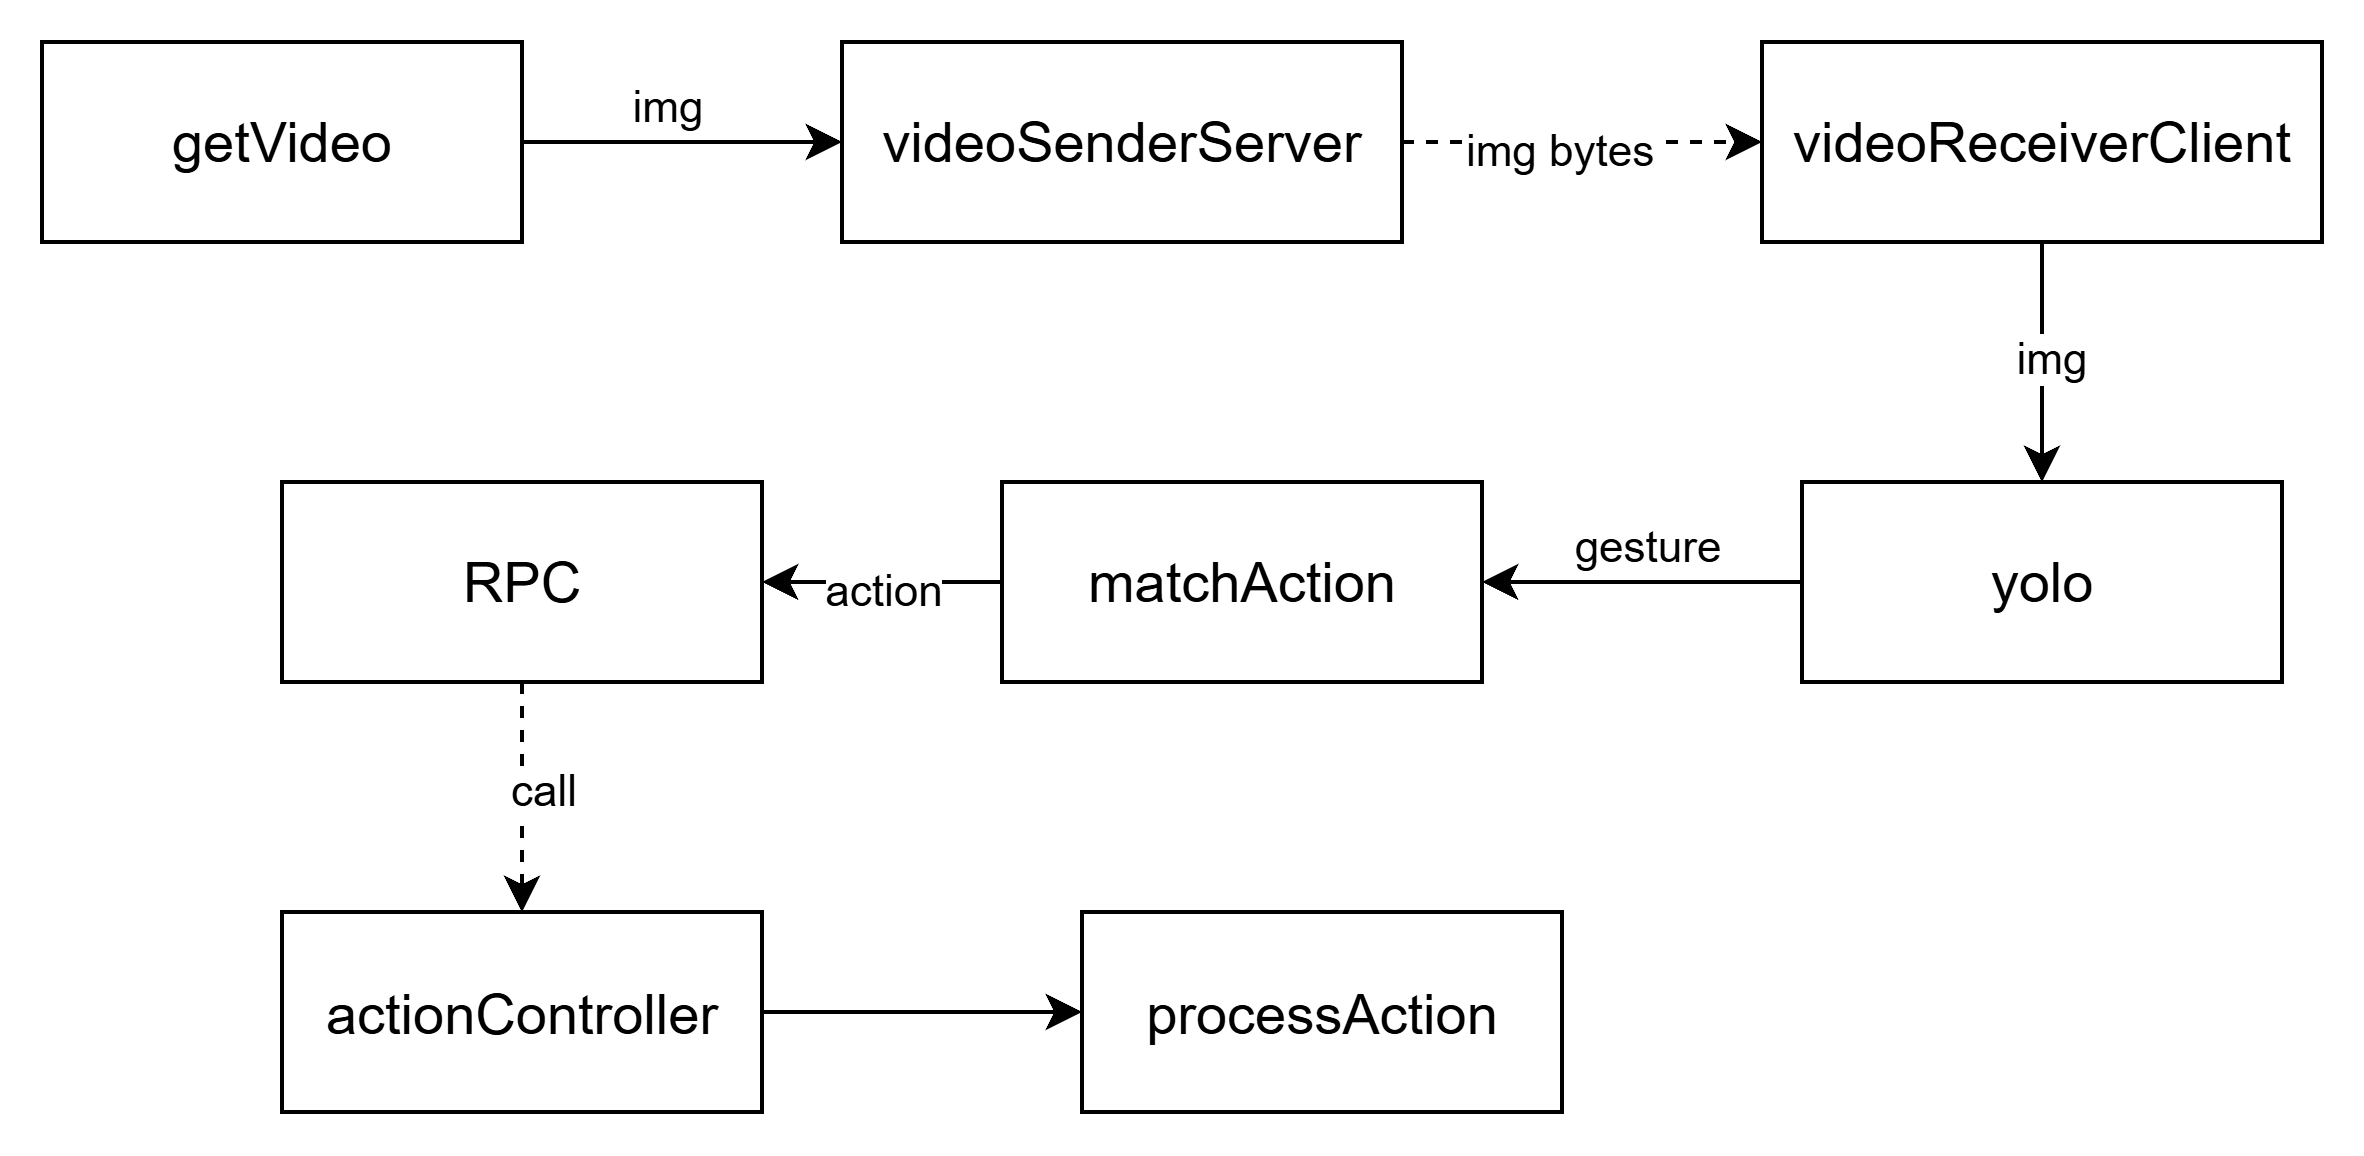 getVideo
img
videoSenderServer
img bytes
videoReceiverClient
img
RPC
action
matchAction
gesture
yolo
call
actionController
processAction